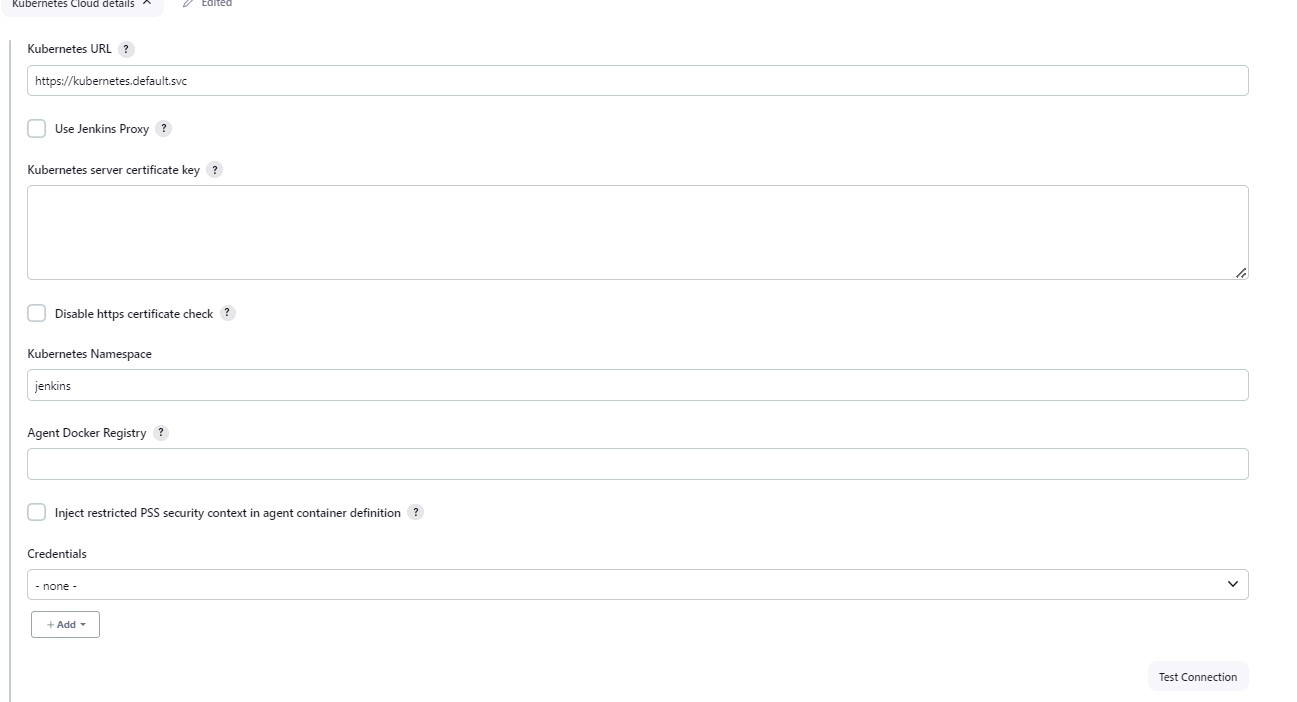 Kubernetes Cloud details
Edited
Kubernetes URL ?
https://kubernetes.default.svc
Use Jenkins Proxy ?
Kubernetes server certificate key ?
Disable https certificate check ?
Kubernetes Namespace
jenkins
Agent Docker Registry ?
Inject restricted PSS security context in agent container definition ?
Credentials
- none -
+ Add
Test Connection